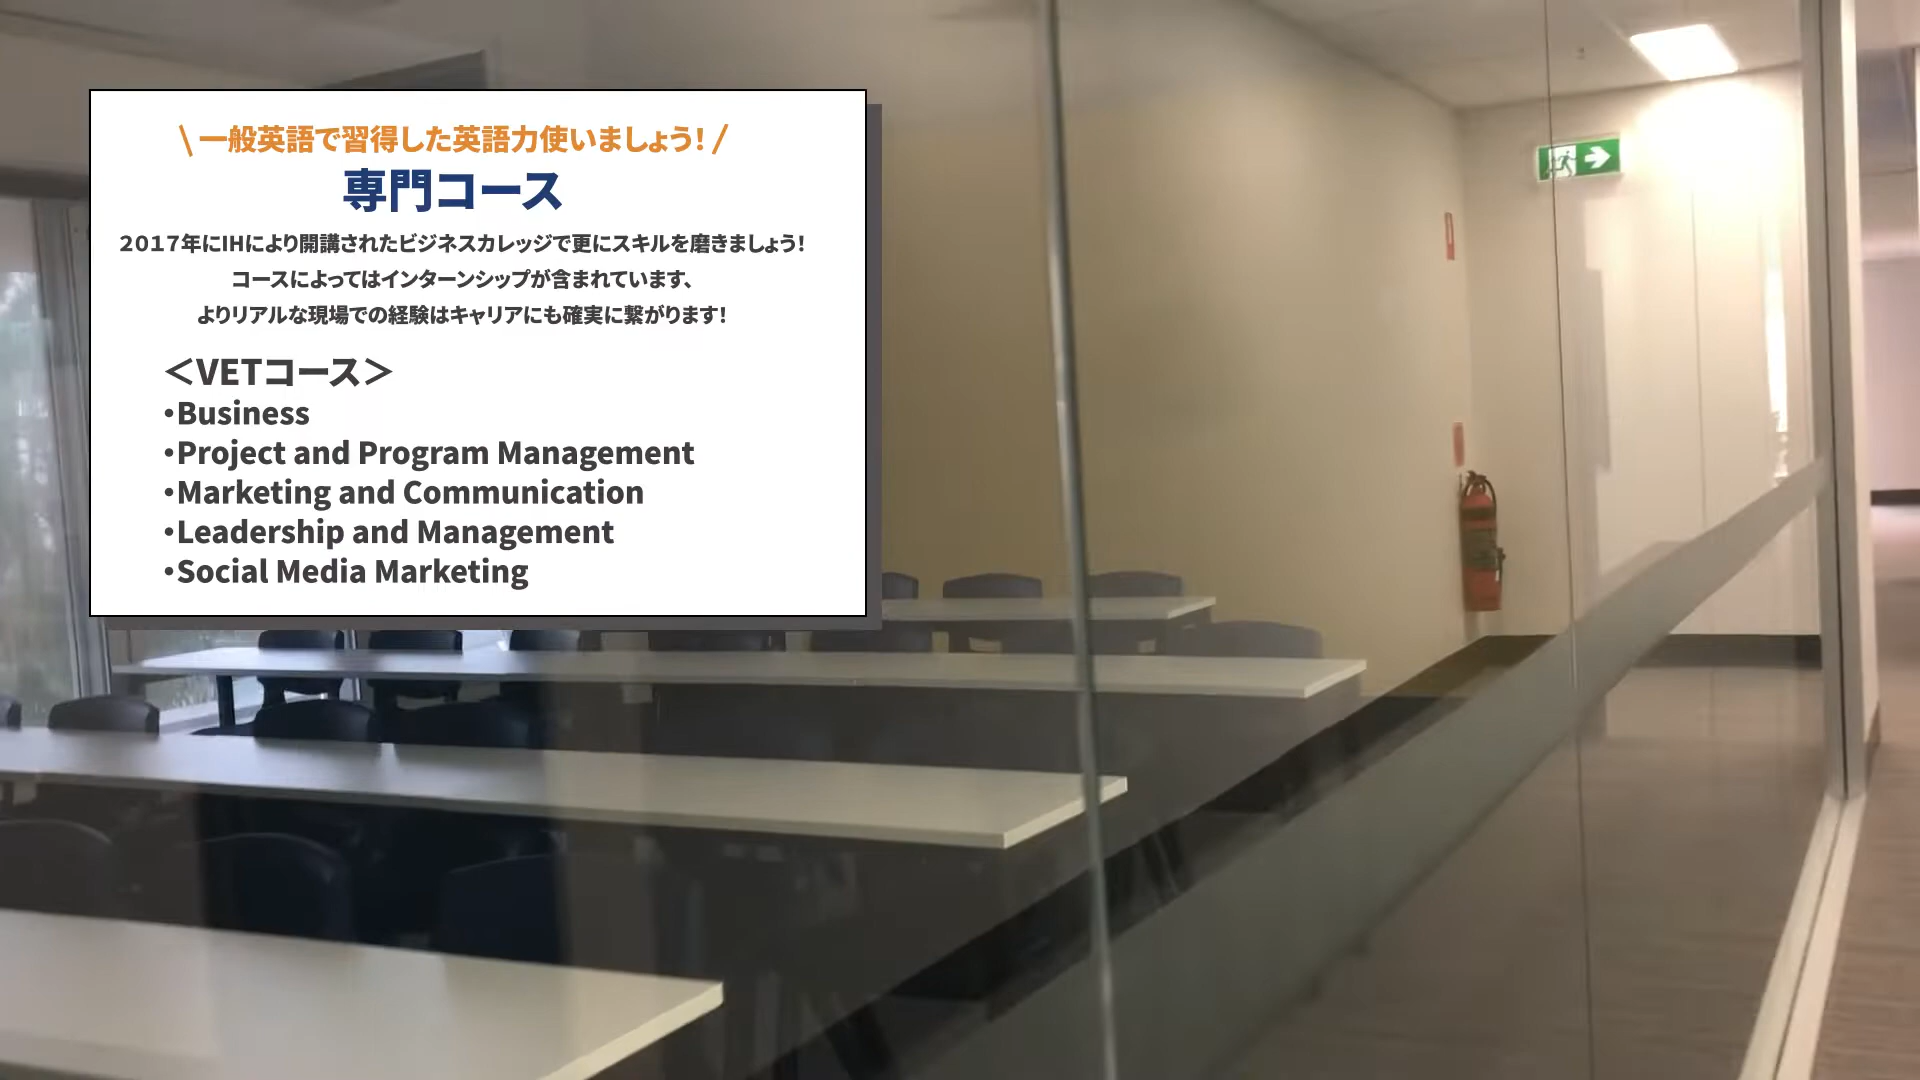 \ 一般英語で習得した英語力使いましょう! /
専門コース
2017年にIHにより開講されたビジネスカレッジで更にスキルを磨きましょう!
コースによってはインターンシップが含まれています、
よりリアルな現場での経験はキャリアにも確実に繋がります!
＜VETコース＞
•Business
•Project and Program Management
•Marketing and Communication
•Leadership and Management
•Social Media Marketing